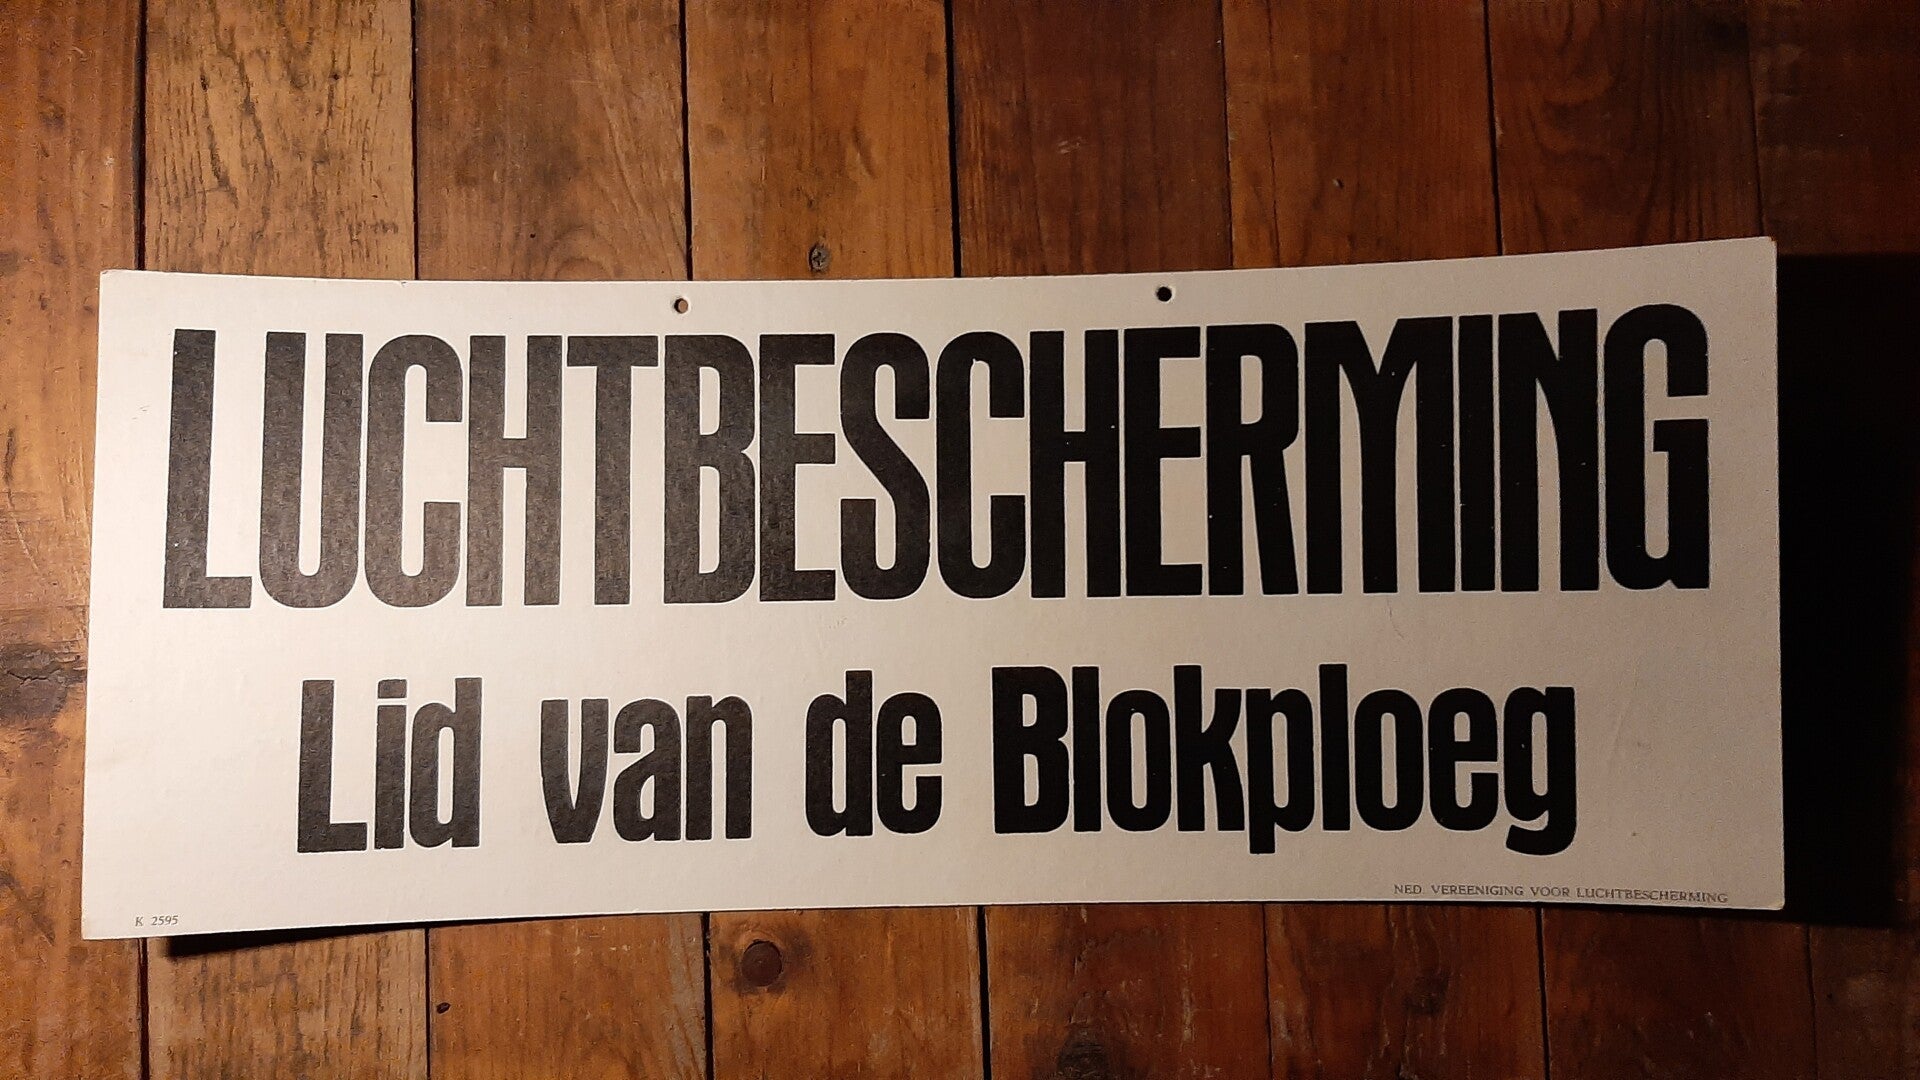 LUCHTBESCHERMING
Lid van de Blokploeg
NED. VEREENIGING VOOR LUCHTBESCHERMING
K 2595